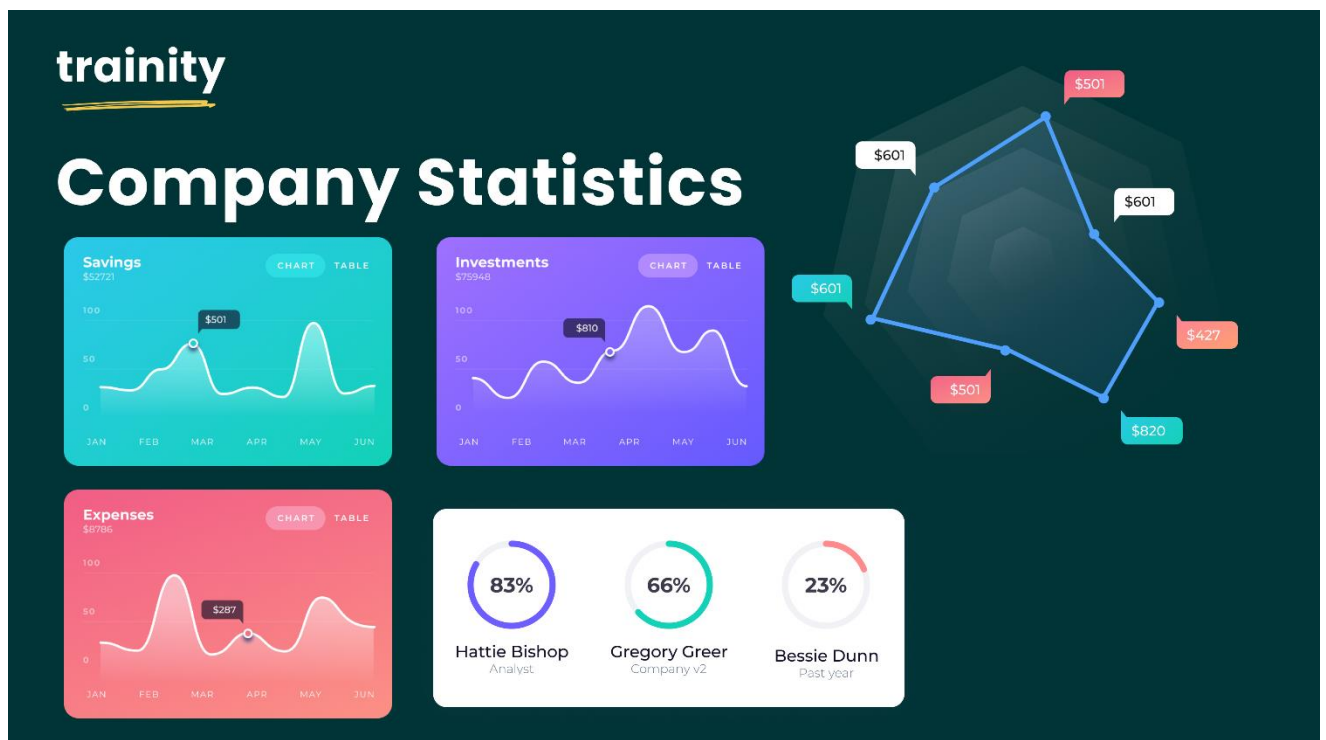 trainity
Company Statistics
Savings
$52721
CHART TABLE
100
50
0
$501
JAN FEB MAR APR MAY JUN
Investments
$75948
CHART TABLE
100
50
0
$810
JAN FEB MAR APR MAY JUN
Expenses
$8786
CHART TABLE
100
50
0
$287
JAN FEB MAR APR MAY JUN
83%
Hattie Bishop
Analyst
66%
Gregory Greer
Company v2
23%
Bessie Dunn
Past year
$501
$601
$601
$601
$427
$501
$820